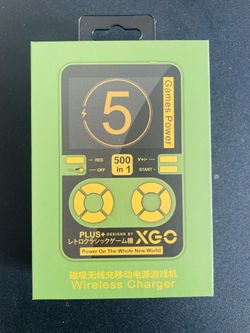 Games Power
5
RES
V+▷-
500
in 1
ON
OFF
START
PLUS+
DESIGNED BY
XGO
レトロクラシックゲーム機
Power On The Whole New World
磁吸无线充移动电源游戏机
Wireless Charger